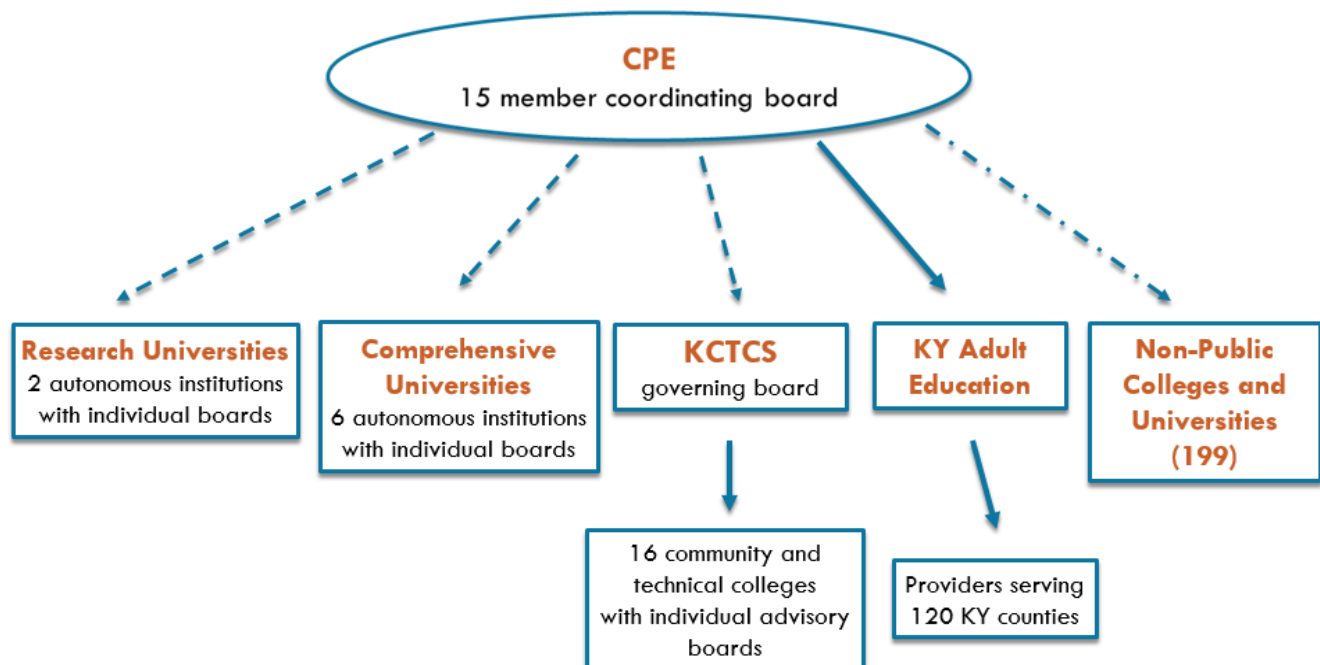 CPE
15 member coordinating board
Research Universities
2 autonomous institutions
with individual boards
Comprehensive
Universities
6 autonomous institutions
with individual boards
KCTCS
governing board
KY Adult
Education
Non-Public
Colleges and
Universities
(199)
16 community and
technical colleges
with individual advisory
boards
Providers serving
120 KY counties